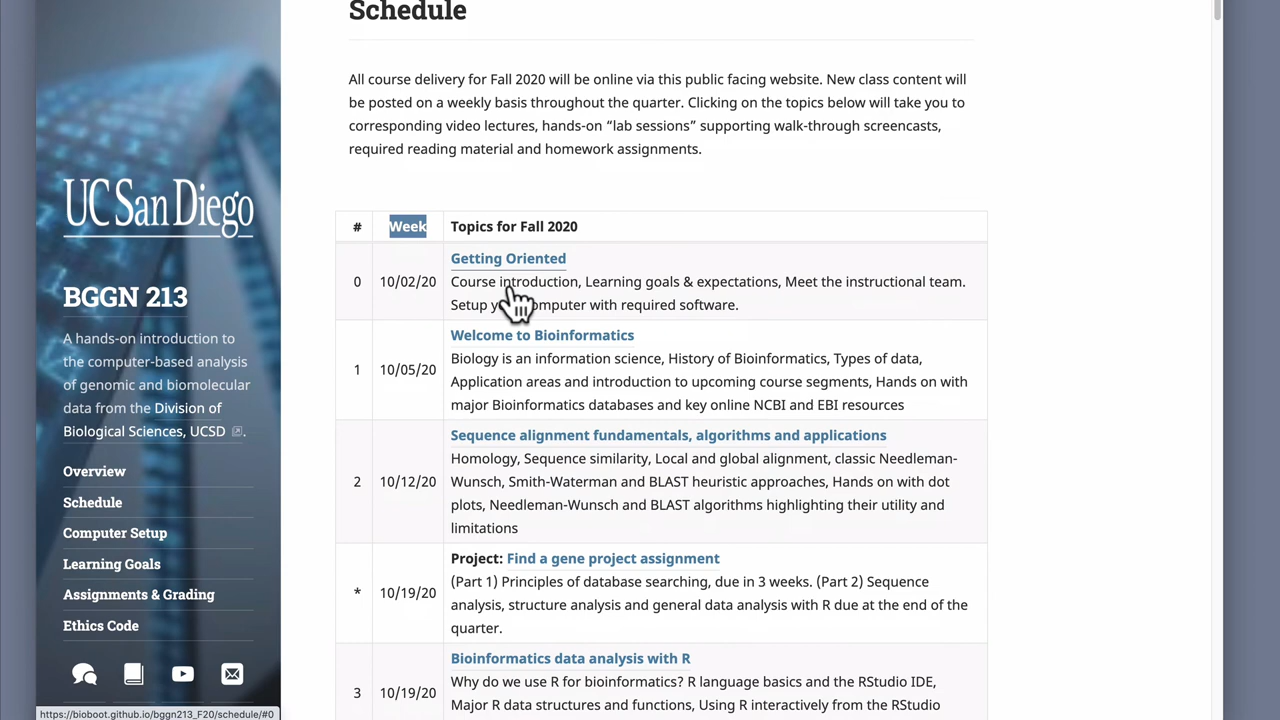 Schedule
All course delivery for Fall 2020 will be online via this public facing website. New class content will
be posted on a weekly basis throughout the quarter. Clicking on the topics below will take you to
corresponding video lectures, hands-on “lab sessions” supporting walk-through screencasts,
required reading material and homework assignments.
# Week Topics for Fall 2020
0 10/02/20 Getting Oriented
Course introduction, Learning goals & expectations, Meet the instructional team.
Setup computer with required software.
1 10/05/20 Welcome to Bioinformatics
Biology is an information science, History of Bioinformatics, Types of data,
Application areas and introduction to upcoming course segments, Hands on with
major Bioinformatics databases and key online NCBI and EBI resources
2 10/12/20 Sequence alignment fundamentals, algorithms and applications
Homology, Sequence similarity, Local and global alignment, classic Needleman-
Wunsch, Smith-Waterman and BLAST heuristic approaches, Hands on with dot
plots, Needleman-Wunsch and BLAST algorithms highlighting their utility and
limitations
* 10/19/20 Project: Find a gene project assignment
(Part 1) Principles of database searching, due in 3 weeks. (Part 2) Sequence
analysis, structure analysis and general data analysis with R due at the end of the
quarter.
3 10/19/20 Bioinformatics data analysis with R
Why do we use R for bioinformatics? R language basics and the RStudio IDE,
Major R data structures and functions, Using R interactively from the RStudio
UC San Diego
BGGN 213
A hands-on introduction to
the computer-based analysis
of genomic and biomolecular
data from the Division of
Biological Sciences, UCSD .
Overview
Schedule
Computer Setup
Learning Goals
Assignments & Grading
Ethics Code
https://bioboot.github.io/bggn213_F20/schedule/#0